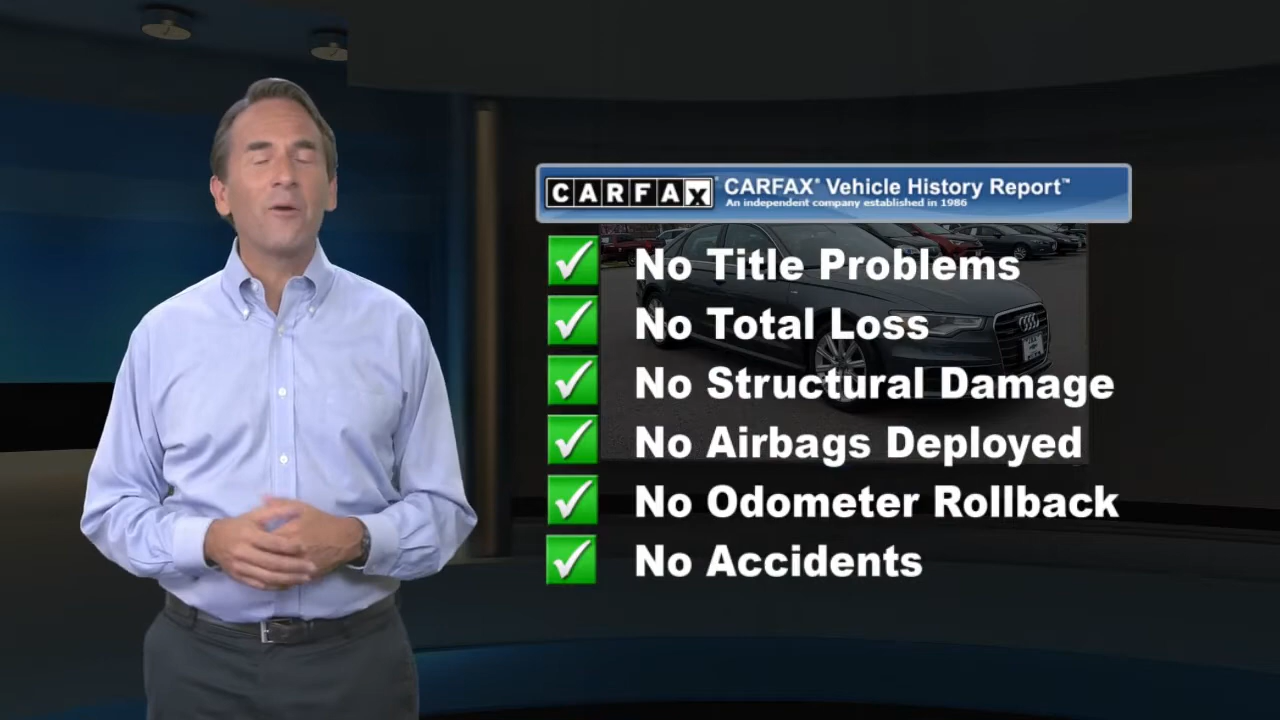 CARFAX® CARFAX® Vehicle History Report™
An independent company established in 1986
No Title Problems
No Total Loss
No Structural Damage
No Airbags Deployed
No Odometer Rollback
No Accidents